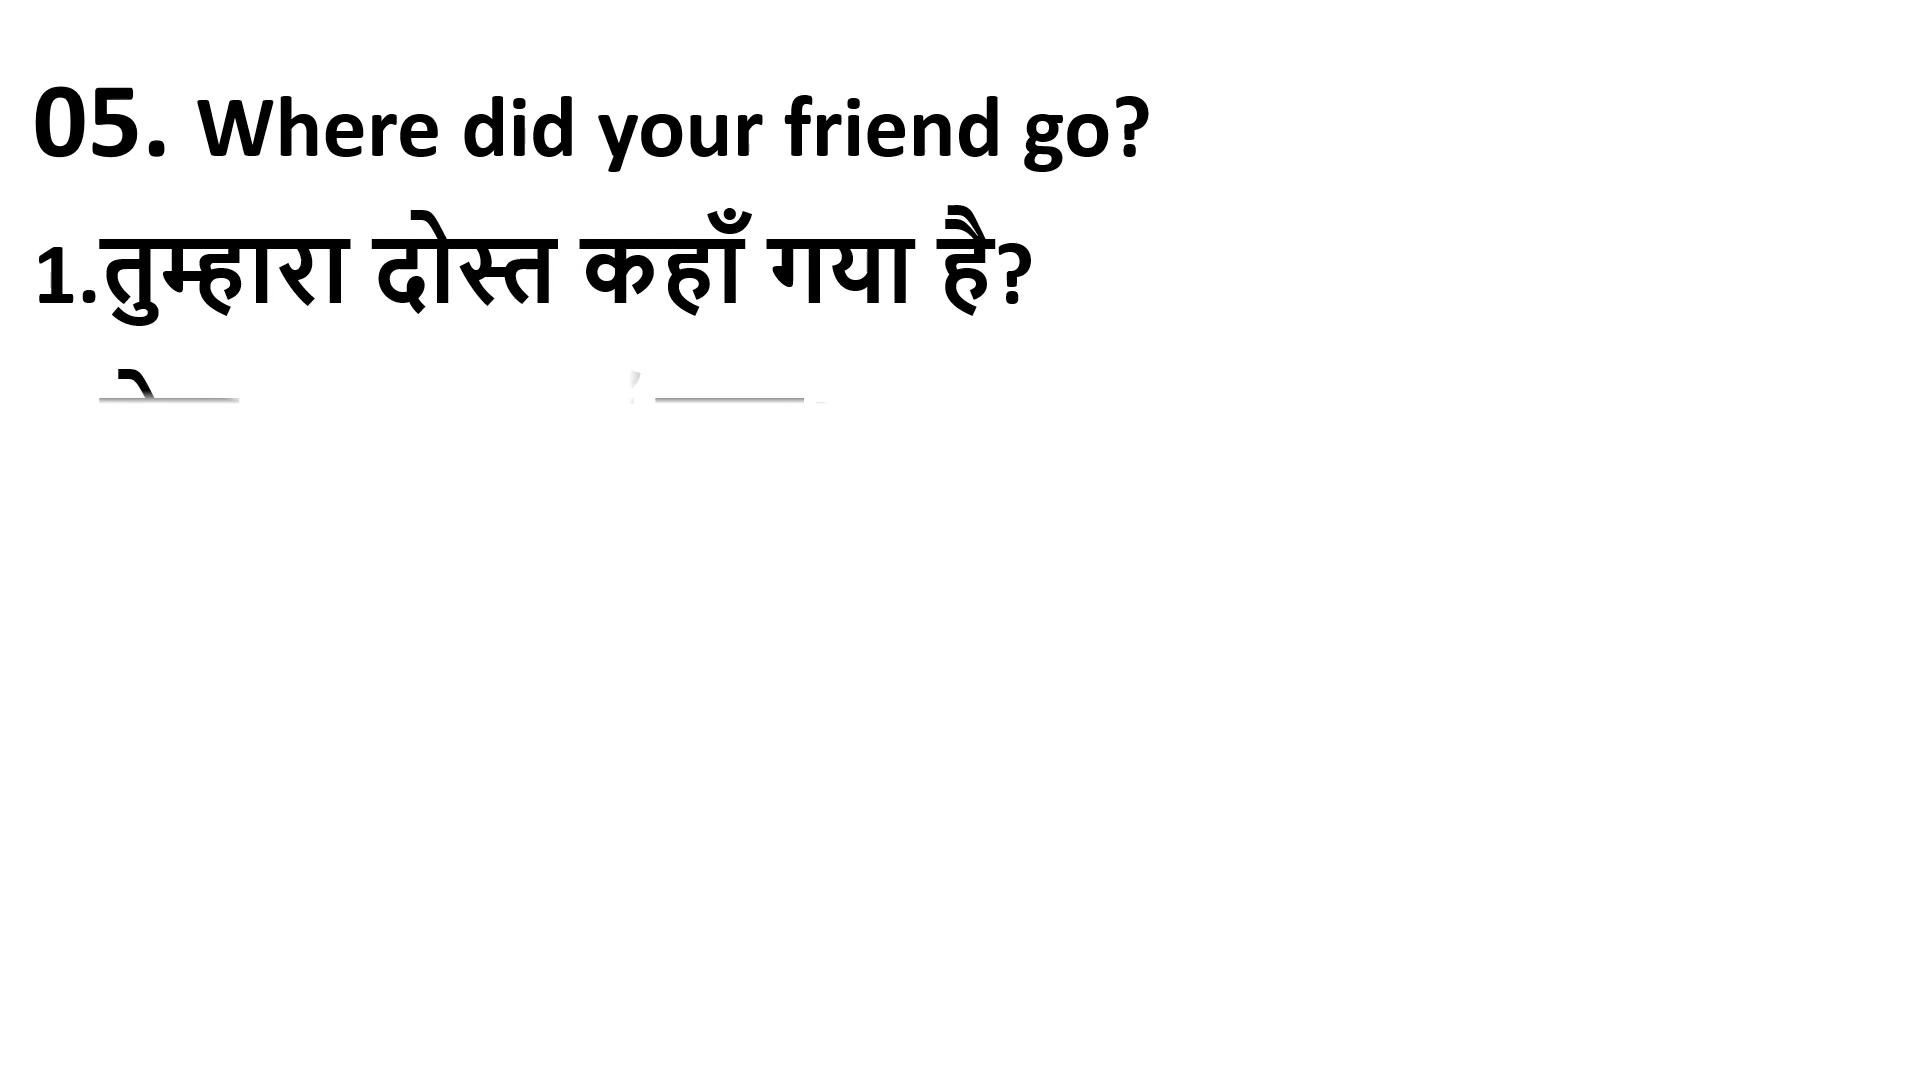 05. Where did your friend go?
1.तुम्हारा दोस्त कहाँ गया है?